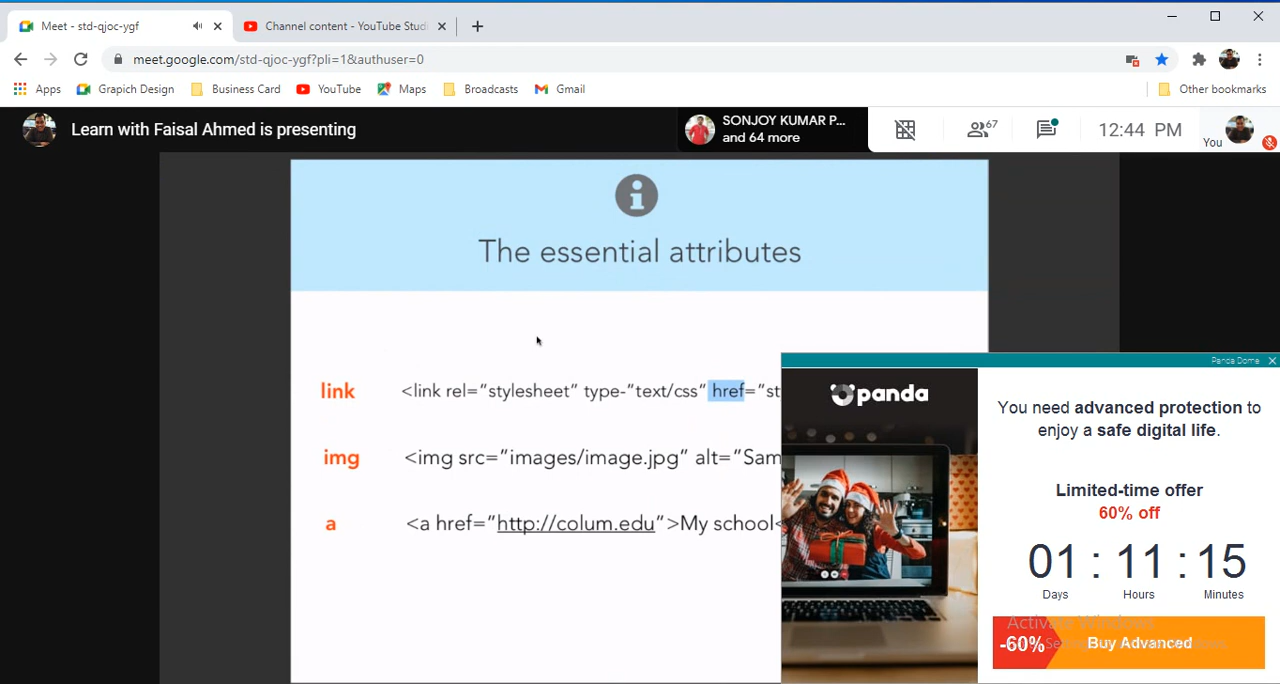 Meet - std-qjoc-ygf
Channel content - YouTube Studi
meet.google.com/std-qjoc-ygf?pli=1&authuser=0
Apps Grapich Design Business Card YouTube Maps Broadcasts Gmail Other bookmarks
Learn with Faisal Ahmed is presenting
SONJOY KUMAR P...
and 64 more
67
12:44 PM
You
The essential attributes
link <link rel="stylesheet" type-"text/css" href="st
img <img src="images/image.jpg" alt="Sam
a <a href="http://colum.edu">My school<
Panda Dome
panda
You need advanced protection to
enjoy a safe digital life.
Limited-time offer
60% off
01 : 11 : 15
Days Hours Minutes
Activate Windows
-60% Buy Advanced